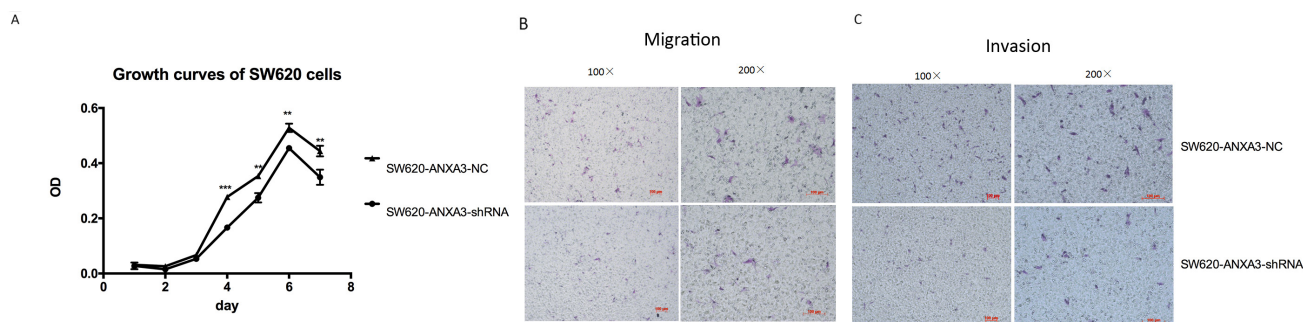 A
Growth curves of SW620 cells
0.6
0.4
0.2
0.0
OD
0
2
4
6
8
day
***
**
**
**
SW620-ANXA3-NC
SW620-ANXA3-shRNA
B
Migration
100×
200×
C
Invasion
100×
200×
SW620-ANXA3-NC
SW620-ANXA3-shRNA